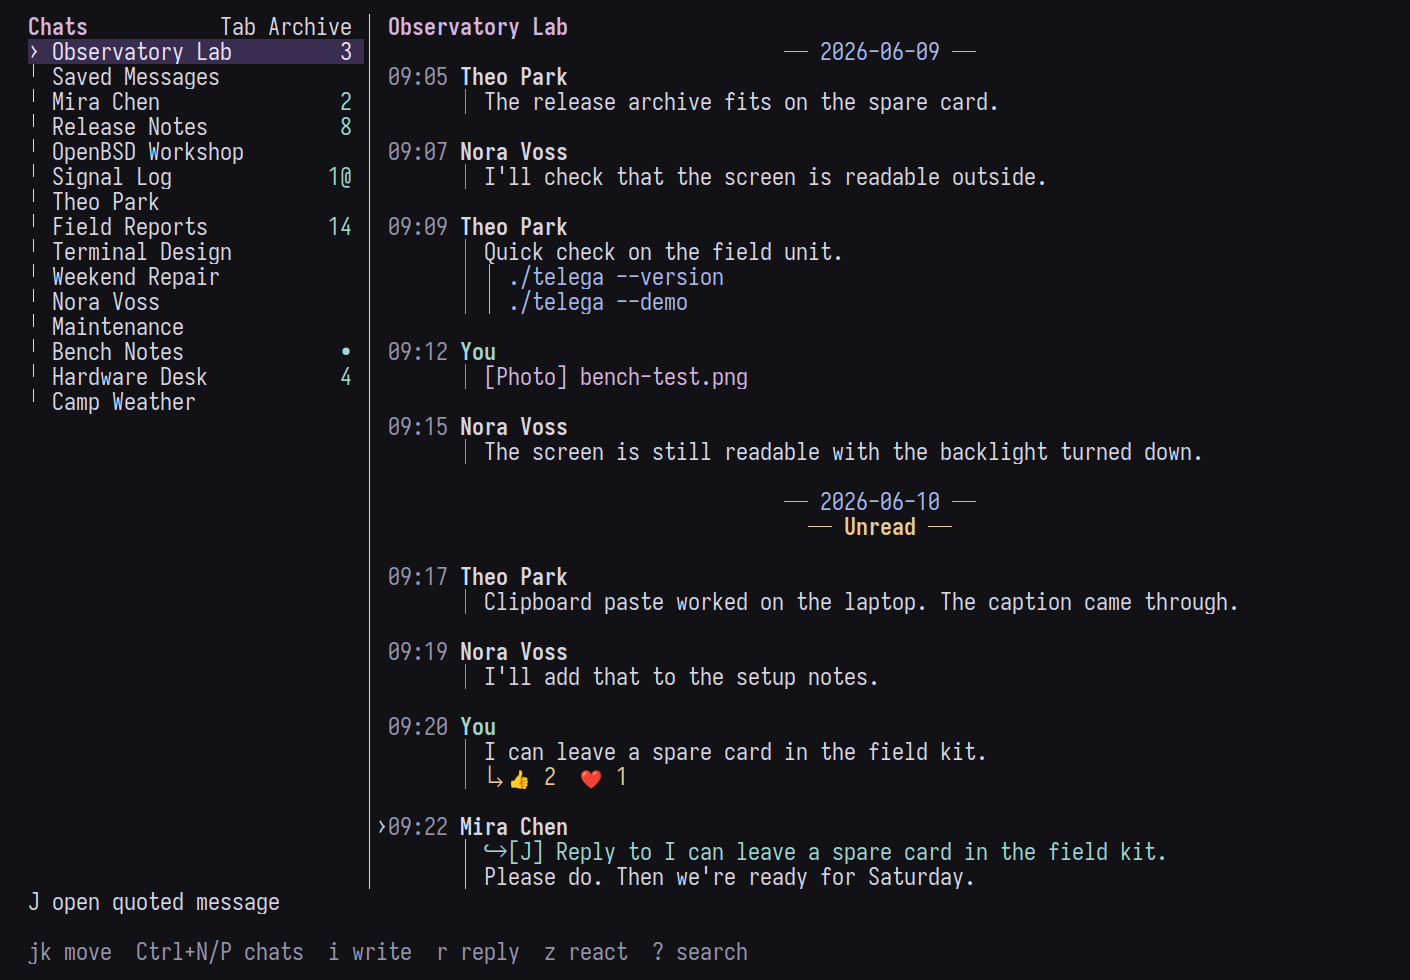 Chats Tab Archive
› Observatory Lab 3
Saved Messages
Mira Chen 2
Release Notes 8
OpenBSD Workshop
Signal Log 1@
Theo Park
Field Reports 14
Terminal Design
Weekend Repair
Nora Voss
Maintenance
Bench Notes •
Hardware Desk 4
Camp Weather
Observatory Lab
── 2026-06-09 ──
09:05 Theo Park
The release archive fits on the spare card.
09:07 Nora Voss
I'll check that the screen is readable outside.
09:09 Theo Park
Quick check on the field unit.
./telega --version
./telega --demo
09:12 You
[Photo] bench-test.png
09:15 Nora Voss
The screen is still readable with the backlight turned down.
── 2026-06-10 ──
── Unread ──
09:17 Theo Park
Clipboard paste worked on the laptop. The caption came through.
09:19 Nora Voss
I'll add that to the setup notes.
09:20 You
I can leave a spare card in the field kit.
↳ 👍 2 ❤️ 1
›09:22 Mira Chen
↪[J] Reply to I can leave a spare card in the field kit.
Please do. Then we're ready for Saturday.
J open quoted message
jk move Ctrl+N/P chats i write r reply z react ? search